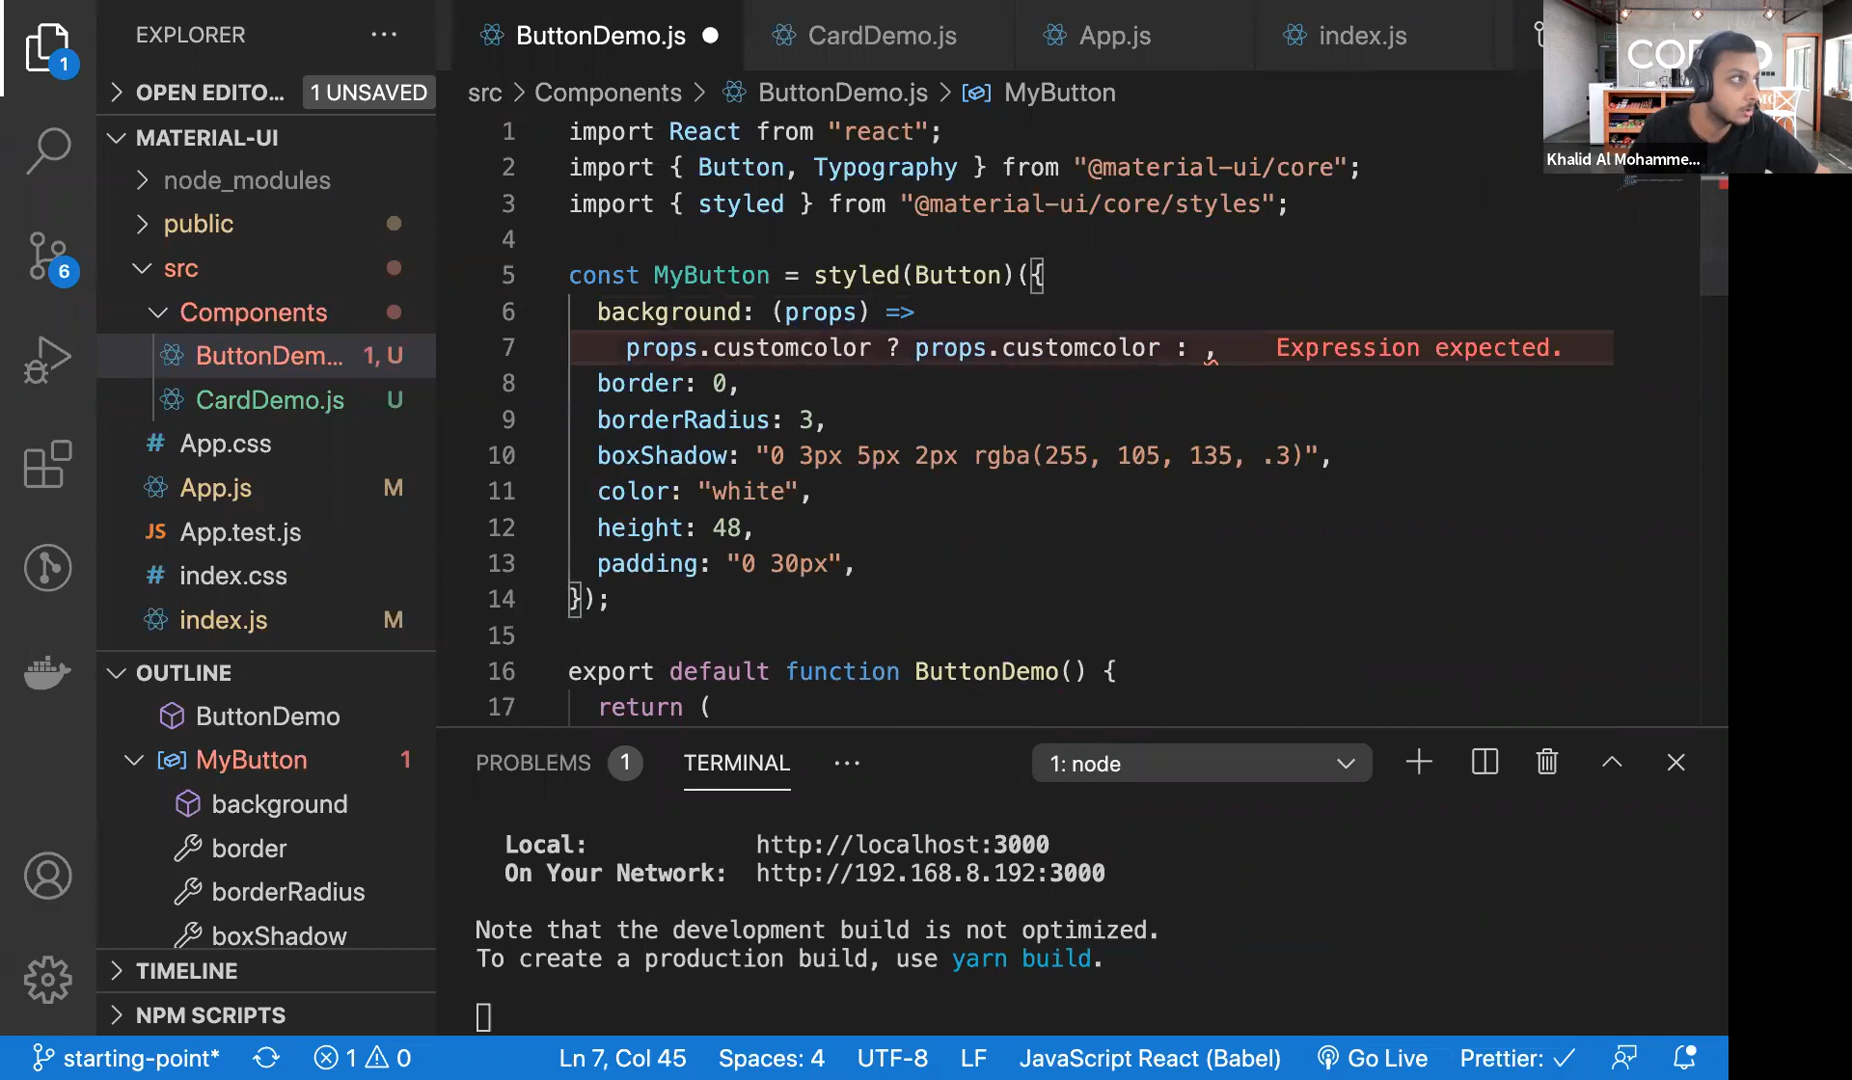 EXPLORER
ButtonDemo.js
CardDemo.js
App.js
index.js
1
OPEN EDITO...
1 UNSAVED
src > Components > ButtonDemo.js > MyButton
Khalid Al Mohamme...
MATERIAL-UI
node_modules
public
src
Components
ButtonDem... 1, U
CardDemo.js U
App.css
App.js M
JS App.test.js
index.css
index.js M
6
OUTLINE
ButtonDemo
MyButton 1
background
border
borderRadius
boxShadow
TIMELINE
NPM SCRIPTS
1 import React from "react";
2 import { Button, Typography } from "@material-ui/core";
3 import { styled } from "@material-ui/core/styles";
4
5 const MyButton = styled(Button)({
6 background: (props) =>
7 props.customcolor ? props.customcolor : , Expression expected.
8 border: 0,
9 borderRadius: 3,
10 boxShadow: "0 3px 5px 2px rgba(255, 105, 135, .3)",
11 color: "white",
12 height: 48,
13 padding: "0 30px",
14 });
15
16 export default function ButtonDemo() {
17 return (
PROBLEMS 1 TERMINAL ... 1: node
Local: http://localhost:3000
On Your Network: http://192.168.8.192:3000
Note that the development build is not optimized.
To create a production build, use yarn build.
starting-point* 1 0 Ln 7, Col 45 Spaces: 4 UTF-8 LF JavaScript React (Babel) Go Live Prettier: ✓